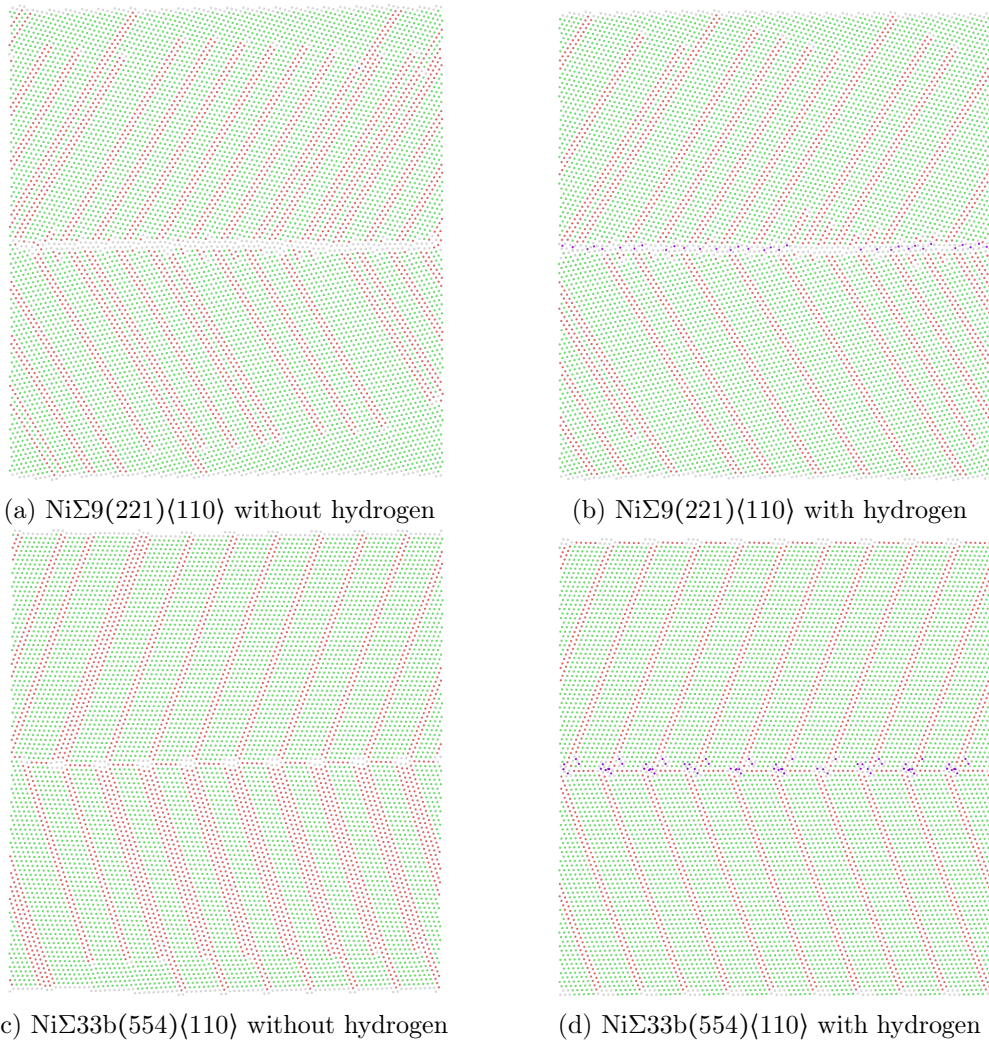 (a) NiΣ9(221)⟨110⟩ without hydrogen
(b) NiΣ9(221)⟨110⟩ with hydrogen
c) NiΣ33b(554)⟨110⟩ without hydrogen
(d) NiΣ33b(554)⟨110⟩ with hydrogen